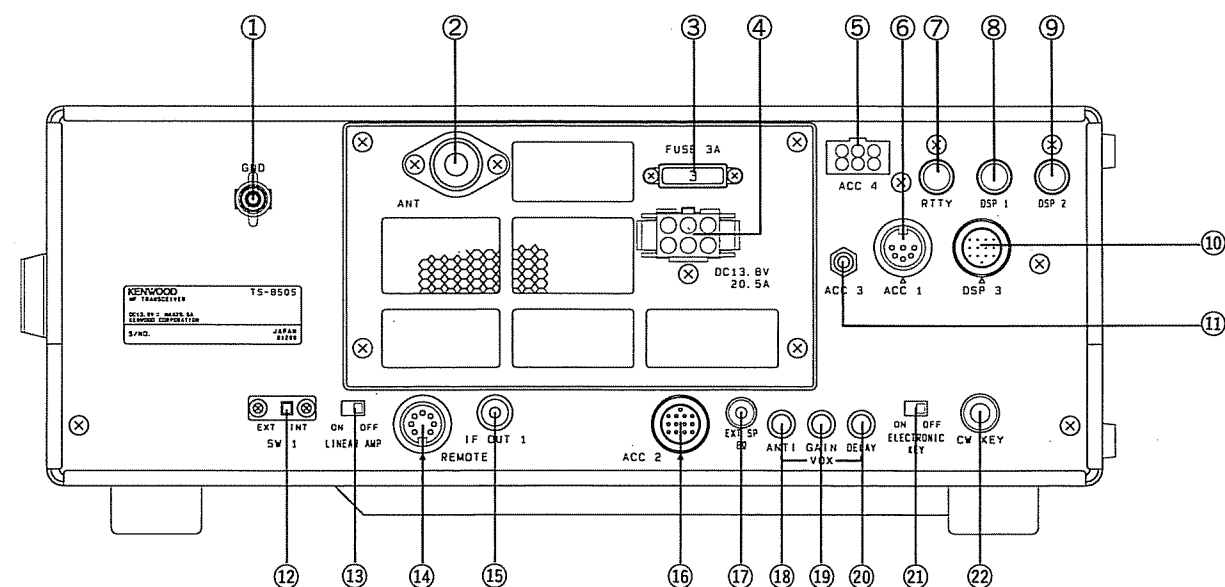 ① ② ③ ④ ⑤ ⑥ ⑦ ⑧ ⑨
GND
ANT
FUSE 3A
3
DC13.8V
20.5A
ACC 4
RTTY
DSP 1
DSP 2
ACC 3
ACC 1
DSP 3
⑩
⑪
KENWOOD TS-850S
HF TRANSCEIVER
KENWOOD CORPORATION
S/NO. JAPAN
EXT INT
SW 1
ON OFF
LINEAR AMP
REMOTE
IF OUT 1
ACC 2
EXT SP
ANTI GAIN DELAY
VOX
ON OFF
ELECTRONIC
KEY
CW KEY
⑫ ⑬ ⑭ ⑮ ⑯ ⑰ ⑱ ⑲ ⑳ ㉑ ㉒